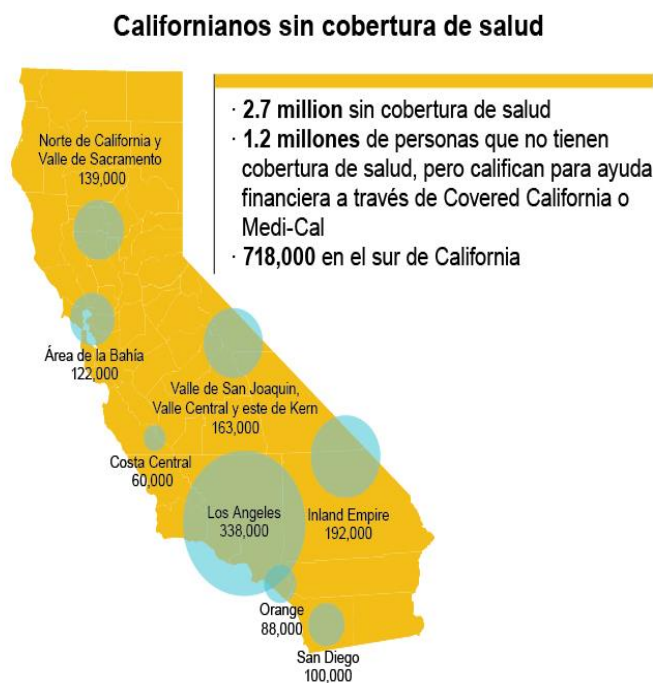 Californianos sin cobertura de salud
· 2.7 million sin cobertura de salud
· 1.2 millones de personas que no tienen
cobertura de salud, pero califican para ayuda
financiera a través de Covered California o
Medi-Cal
· 718,000 en el sur de California
Norte de California y
Valle de Sacramento
139,000
Área de la Bahía
122,000
Valle de San Joaquin,
Valle Central y este de Kern
163,000
Costa Central
60,000
Los Angeles
338,000
Inland Empire
192,000
Orange
88,000
San Diego
100,000